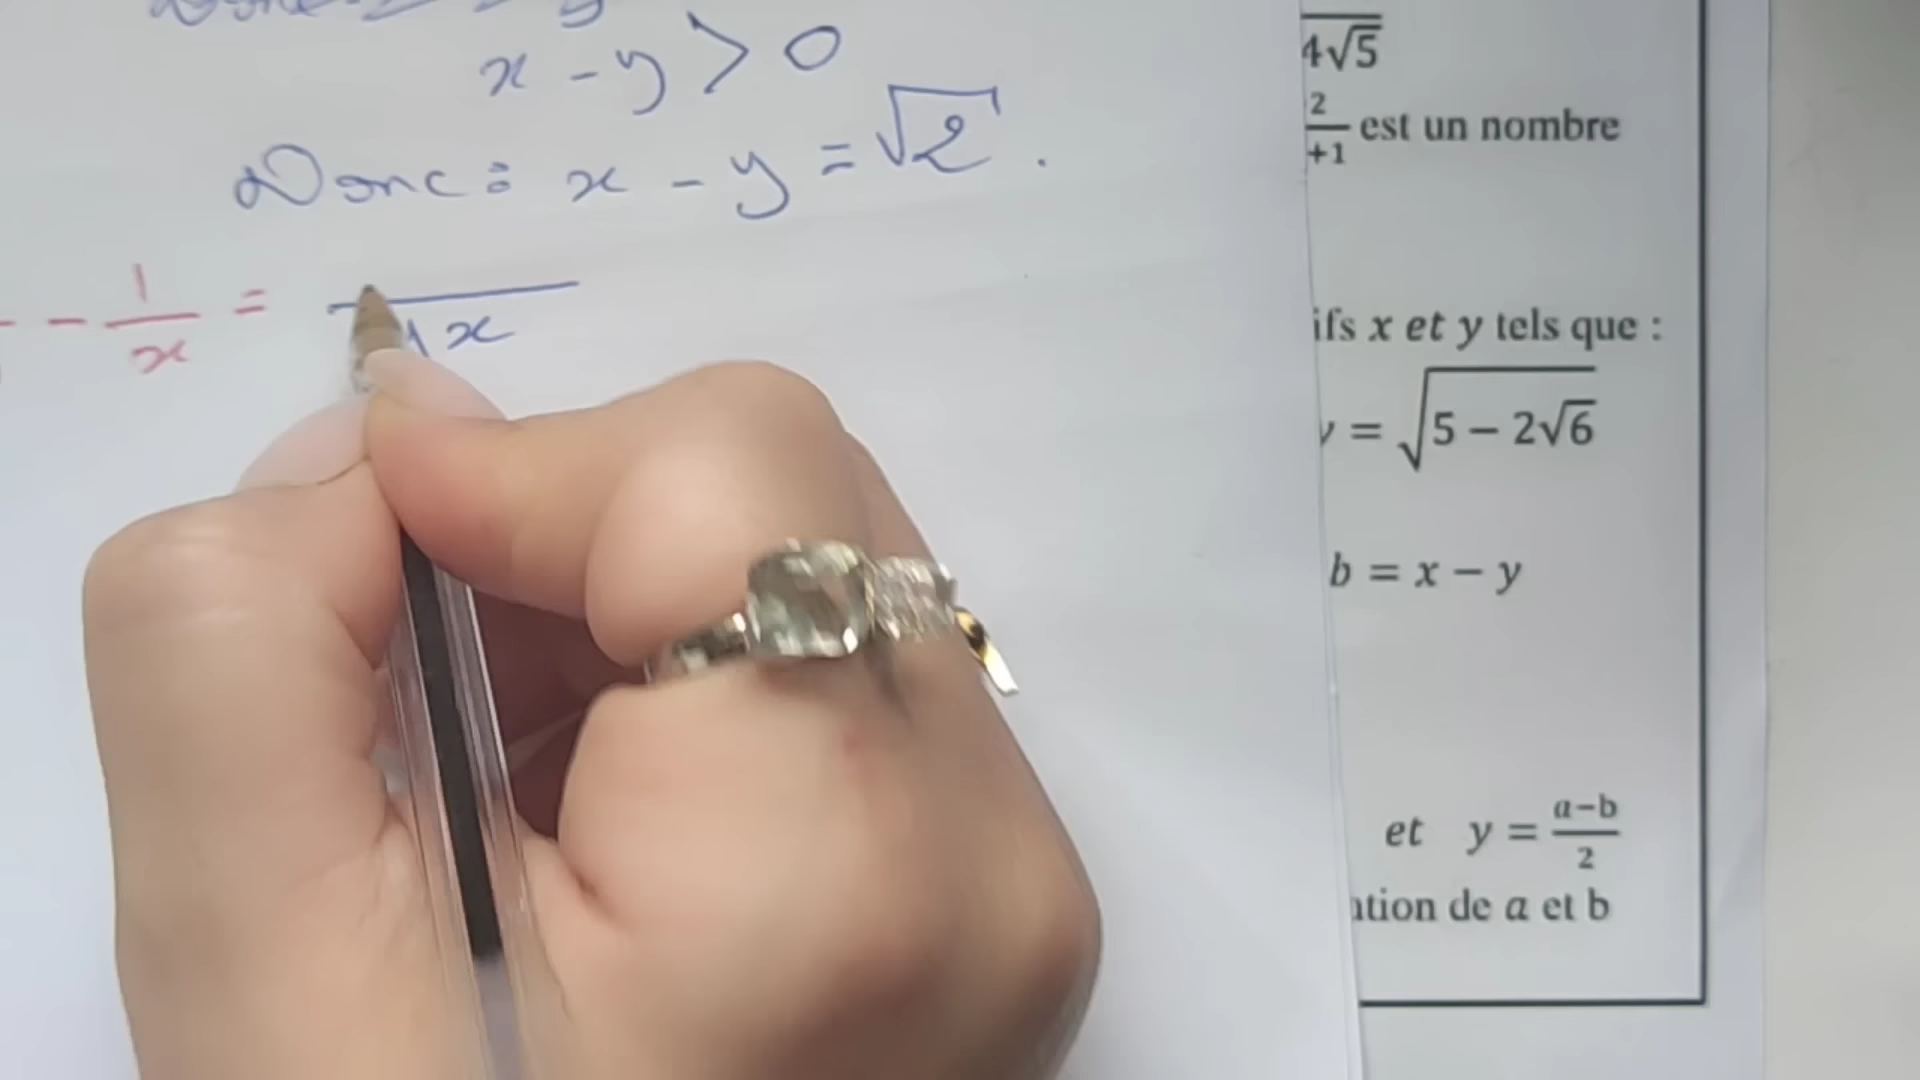 x - y > 0
Donc : x - y = √2 .
- 1/x = /x
4√5
2/+1 est un nombre
ifs x et y tels que :
y = √(5 − 2√6)
b = x − y
et y = (a−b)/2
ation de a et b